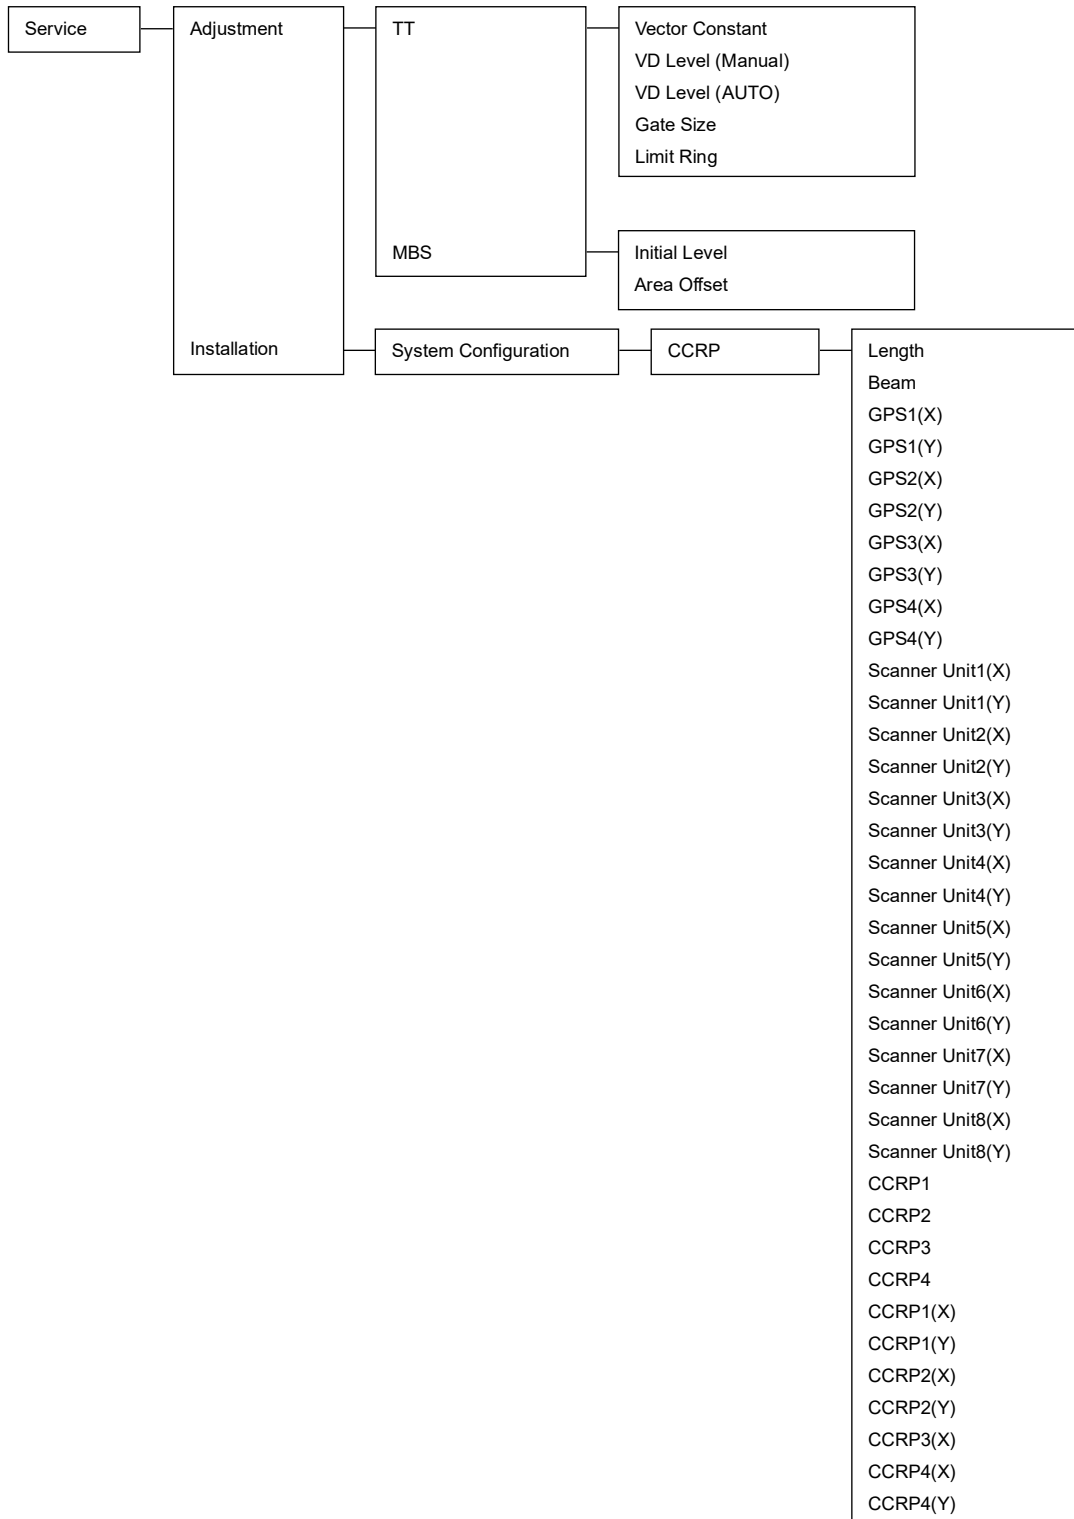 Service
Adjustment
TT
Vector Constant
VD Level (Manual)
VD Level (AUTO)
Gate Size
Limit Ring
MBS
Initial Level
Area Offset
Installation
System Configuration
CCRP
Length
Beam
GPS1(X)
GPS1(Y)
GPS2(X)
GPS2(Y)
GPS3(X)
GPS3(Y)
GPS4(X)
GPS4(Y)
Scanner Unit1(X)
Scanner Unit1(Y)
Scanner Unit2(X)
Scanner Unit2(Y)
Scanner Unit3(X)
Scanner Unit3(Y)
Scanner Unit4(X)
Scanner Unit4(Y)
Scanner Unit5(X)
Scanner Unit5(Y)
Scanner Unit6(X)
Scanner Unit6(Y)
Scanner Unit7(X)
Scanner Unit7(Y)
Scanner Unit8(X)
Scanner Unit8(Y)
CCRP1
CCRP2
CCRP3
CCRP4
CCRP1(X)
CCRP1(Y)
CCRP2(X)
CCRP2(Y)
CCRP3(X)
CCRP4(X)
CCRP4(Y)